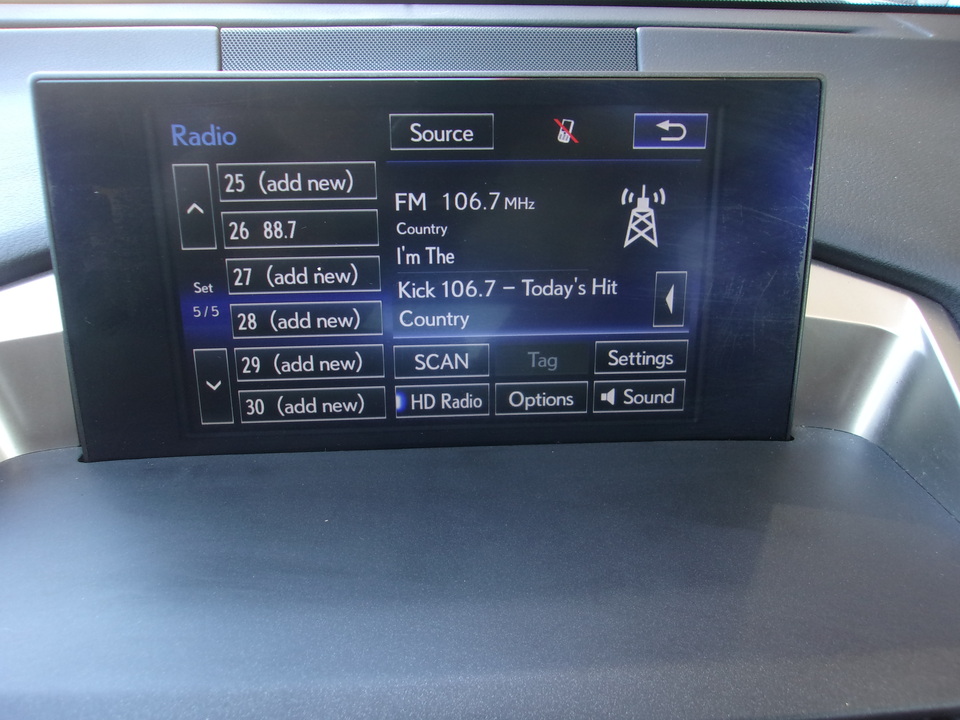 Radio
Source
25 (add new)
26 88.7
27 (add new)
28 (add new)
29 (add new)
30 (add new)
Set
5/5
FM 106.7 MHz
Country
I'm The
Kick 106.7 – Today's Hit
Country
SCAN
Tag
Settings
HD Radio
Options
Sound